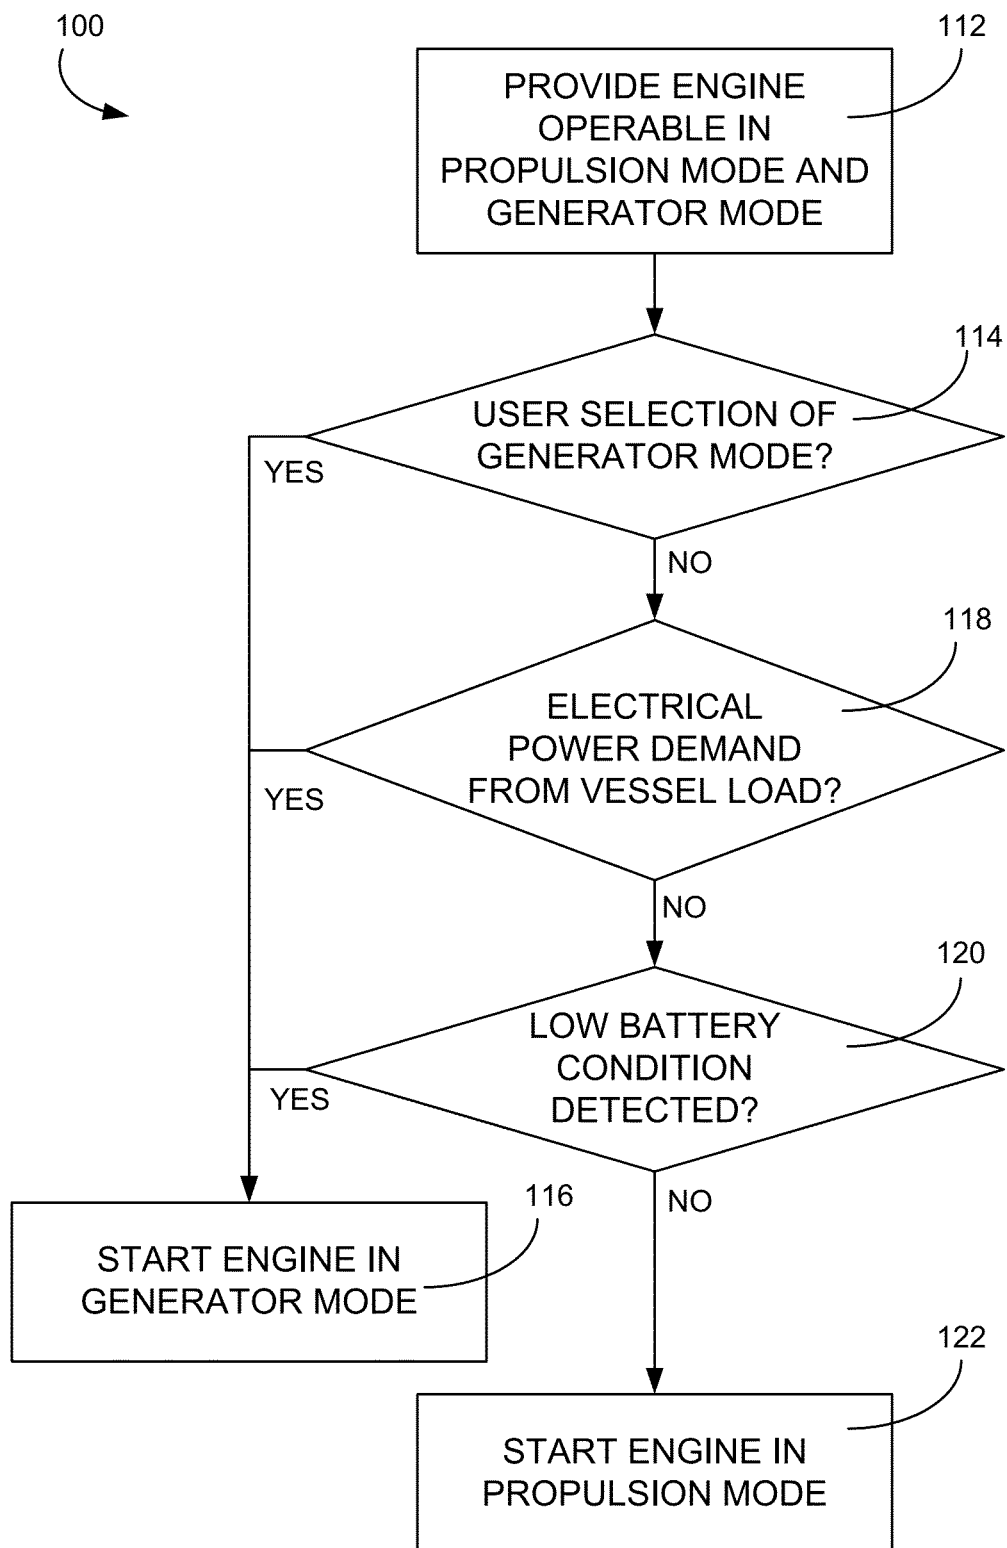 100
112
PROVIDE ENGINE
OPERABLE IN
PROPULSION MODE AND
GENERATOR MODE
114
USER SELECTION OF
GENERATOR MODE?
YES
NO
118
ELECTRICAL
POWER DEMAND
FROM VESSEL LOAD?
YES
NO
120
LOW BATTERY
CONDITION
DETECTED?
YES
NO
116
START ENGINE IN
GENERATOR MODE
122
START ENGINE IN
PROPULSION MODE